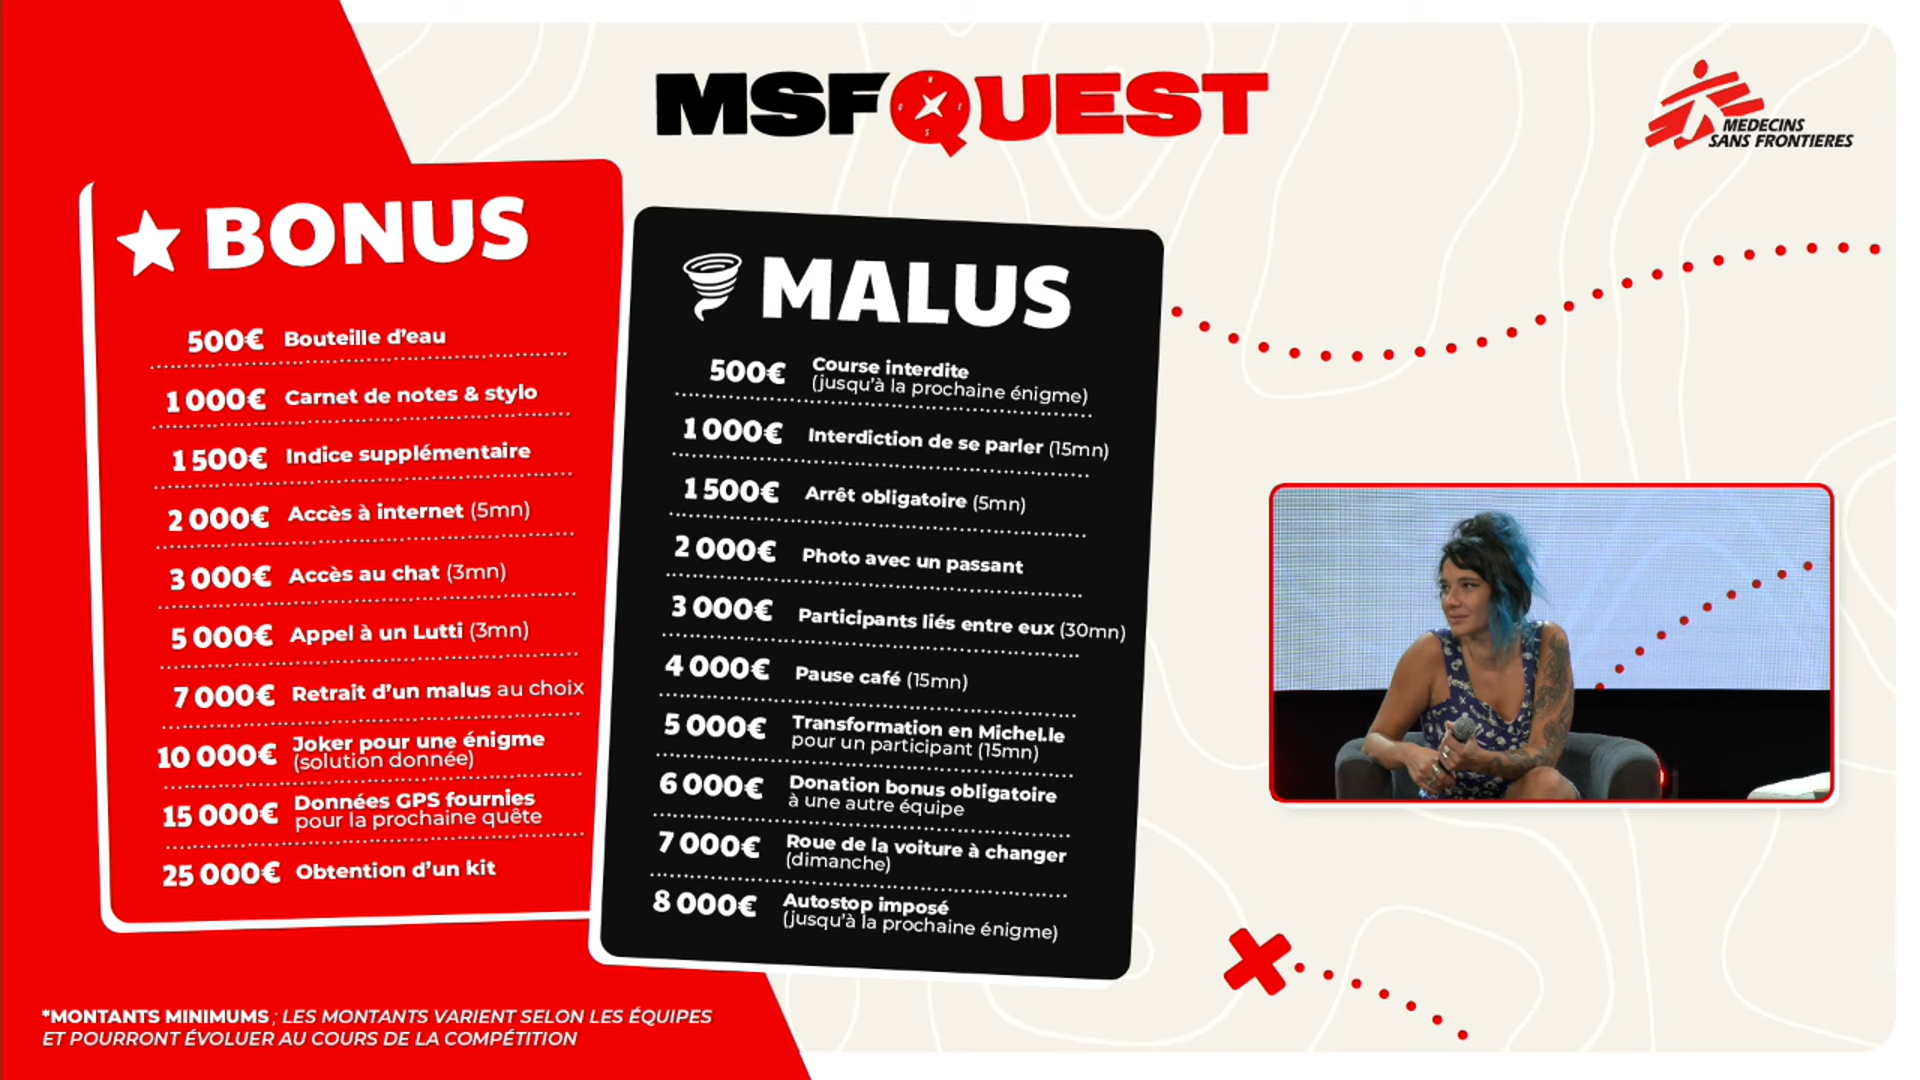 MSFQUEST
MEDECINS
SANS FRONTIERES
BONUS
500€ Bouteille d'eau
1 000€ Carnet de notes & stylo
1 500€ Indice supplémentaire
2 000€ Accès à internet (5mn)
3 000€ Accès au chat (3mn)
5 000€ Appel à un Lutti (3mn)
7 000€ Retrait d'un malus au choix
10 000€ Joker pour une énigme
(solution donnée)
15 000€ Données GPS fournies
pour la prochaine quête
25 000€ Obtention d'un kit
MALUS
500€ Course interdite
(jusqu'à la prochaine énigme)
1 000€ Interdiction de se parler (15mn)
1 500€ Arrêt obligatoire (5mn)
2 000€ Photo avec un passant
3 000€ Participants liés entre eux (30mn)
4 000€ Pause café (15mn)
5 000€ Transformation en Michel.le
pour un participant (15mn)
6 000€ Donation bonus obligatoire
à une autre équipe
7 000€ Roue de la voiture à changer
(dimanche)
8 000€ Autostop imposé
(jusqu'à la prochaine énigme)
*MONTANTS MINIMUMS ; LES MONTANTS VARIENT SELON LES ÉQUIPES
ET POURRONT ÉVOLUER AU COURS DE LA COMPÉTITION